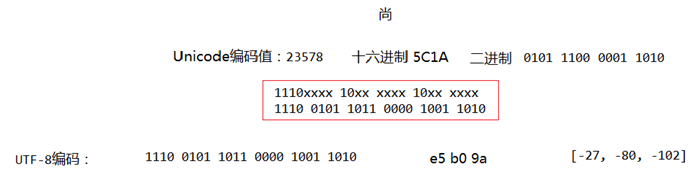 尚
Unicode编码值：23578 十六进制 5C1A 二进制 0101 1100 0001 1010
1110xxxx 10xx xxxx 10xx xxxx
1110 0101 1011 0000 1001 1010
UTF-8编码： 1110 0101 1011 0000 1001 1010 e5 b0 9a [-27, -80, -102]